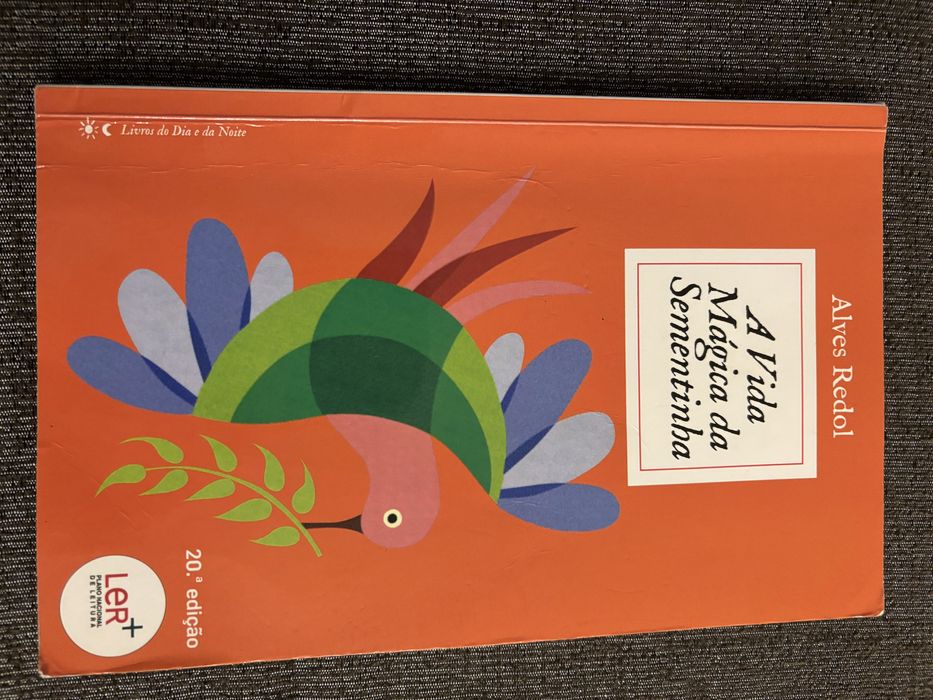 Livros do Dia e da Noite
Alves Redol
A Vida
Mágica da
Sementinha
20.ª edição
LeR+
PLANO NACIONAL
DE LEITURA